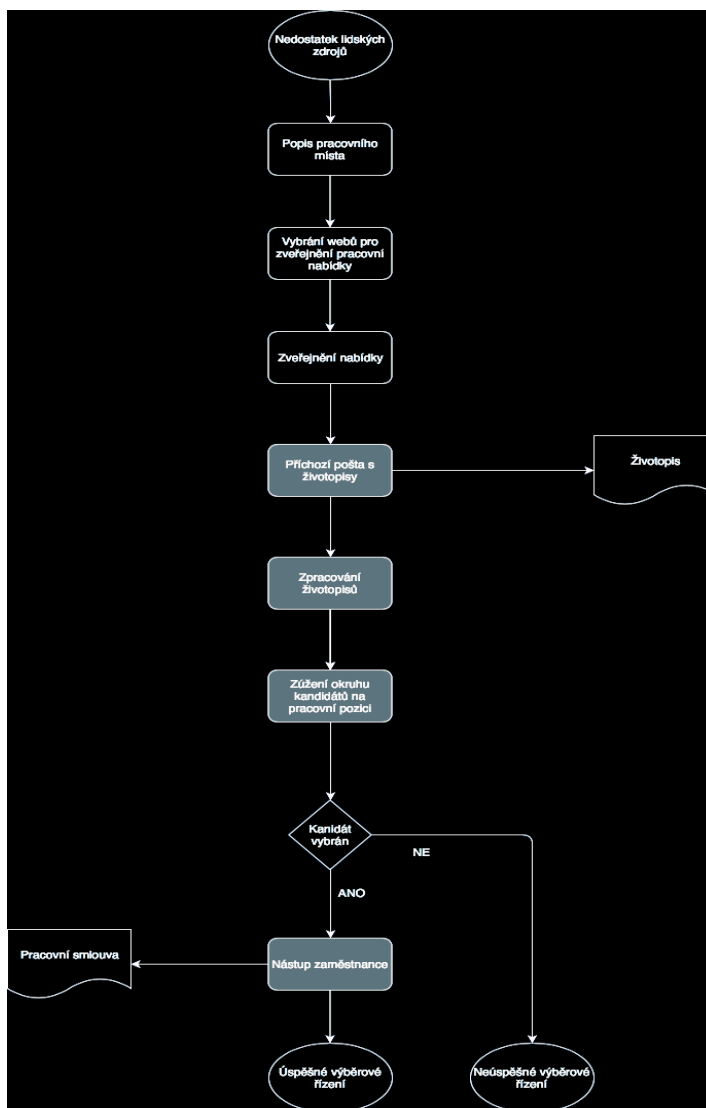 Nedostatek lidských
zdrojů
Popis pracovního
místa
Vybrání webů pro
zveřejnění pracovní
nabídky
Zveřejnění nabídky
Příchozí pošta s
životopisy
Životopis
Zpracování
životopisů
Zúžení okruhu
kandidátů na
pracovní pozici
Kanidát
vybrán
NE
ANO
Pracovní smlouva
Nástup zaměstnance
Úspěšné výběrové
řízení
Neúspěšné výběrové
řízení